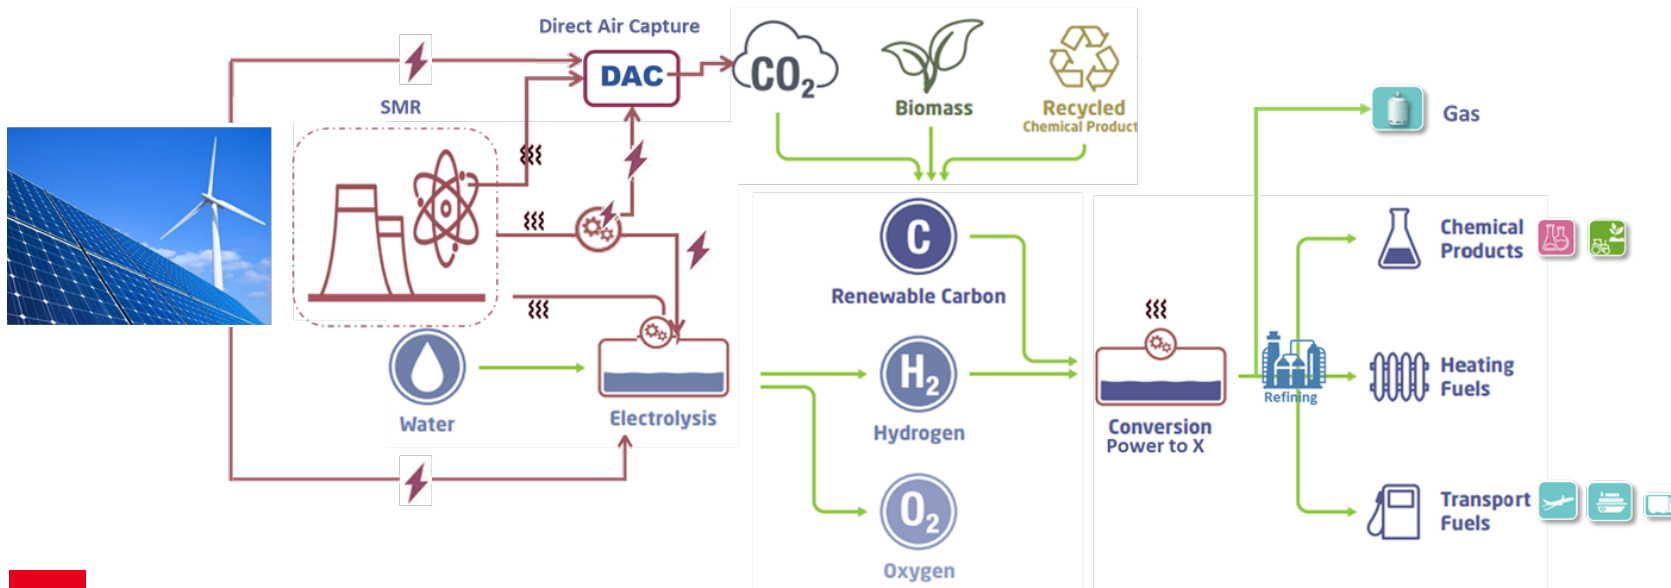 Direct Air Capture
DAC
CO2
Biomass
Recycled
Chemical Product
SMR
Gas
C
Renewable Carbon
Chemical
Products
Water
Electrolysis
H2
Hydrogen
Conversion
Power to X
Refining
Heating
Fuels
O2
Oxygen
Transport
Fuels